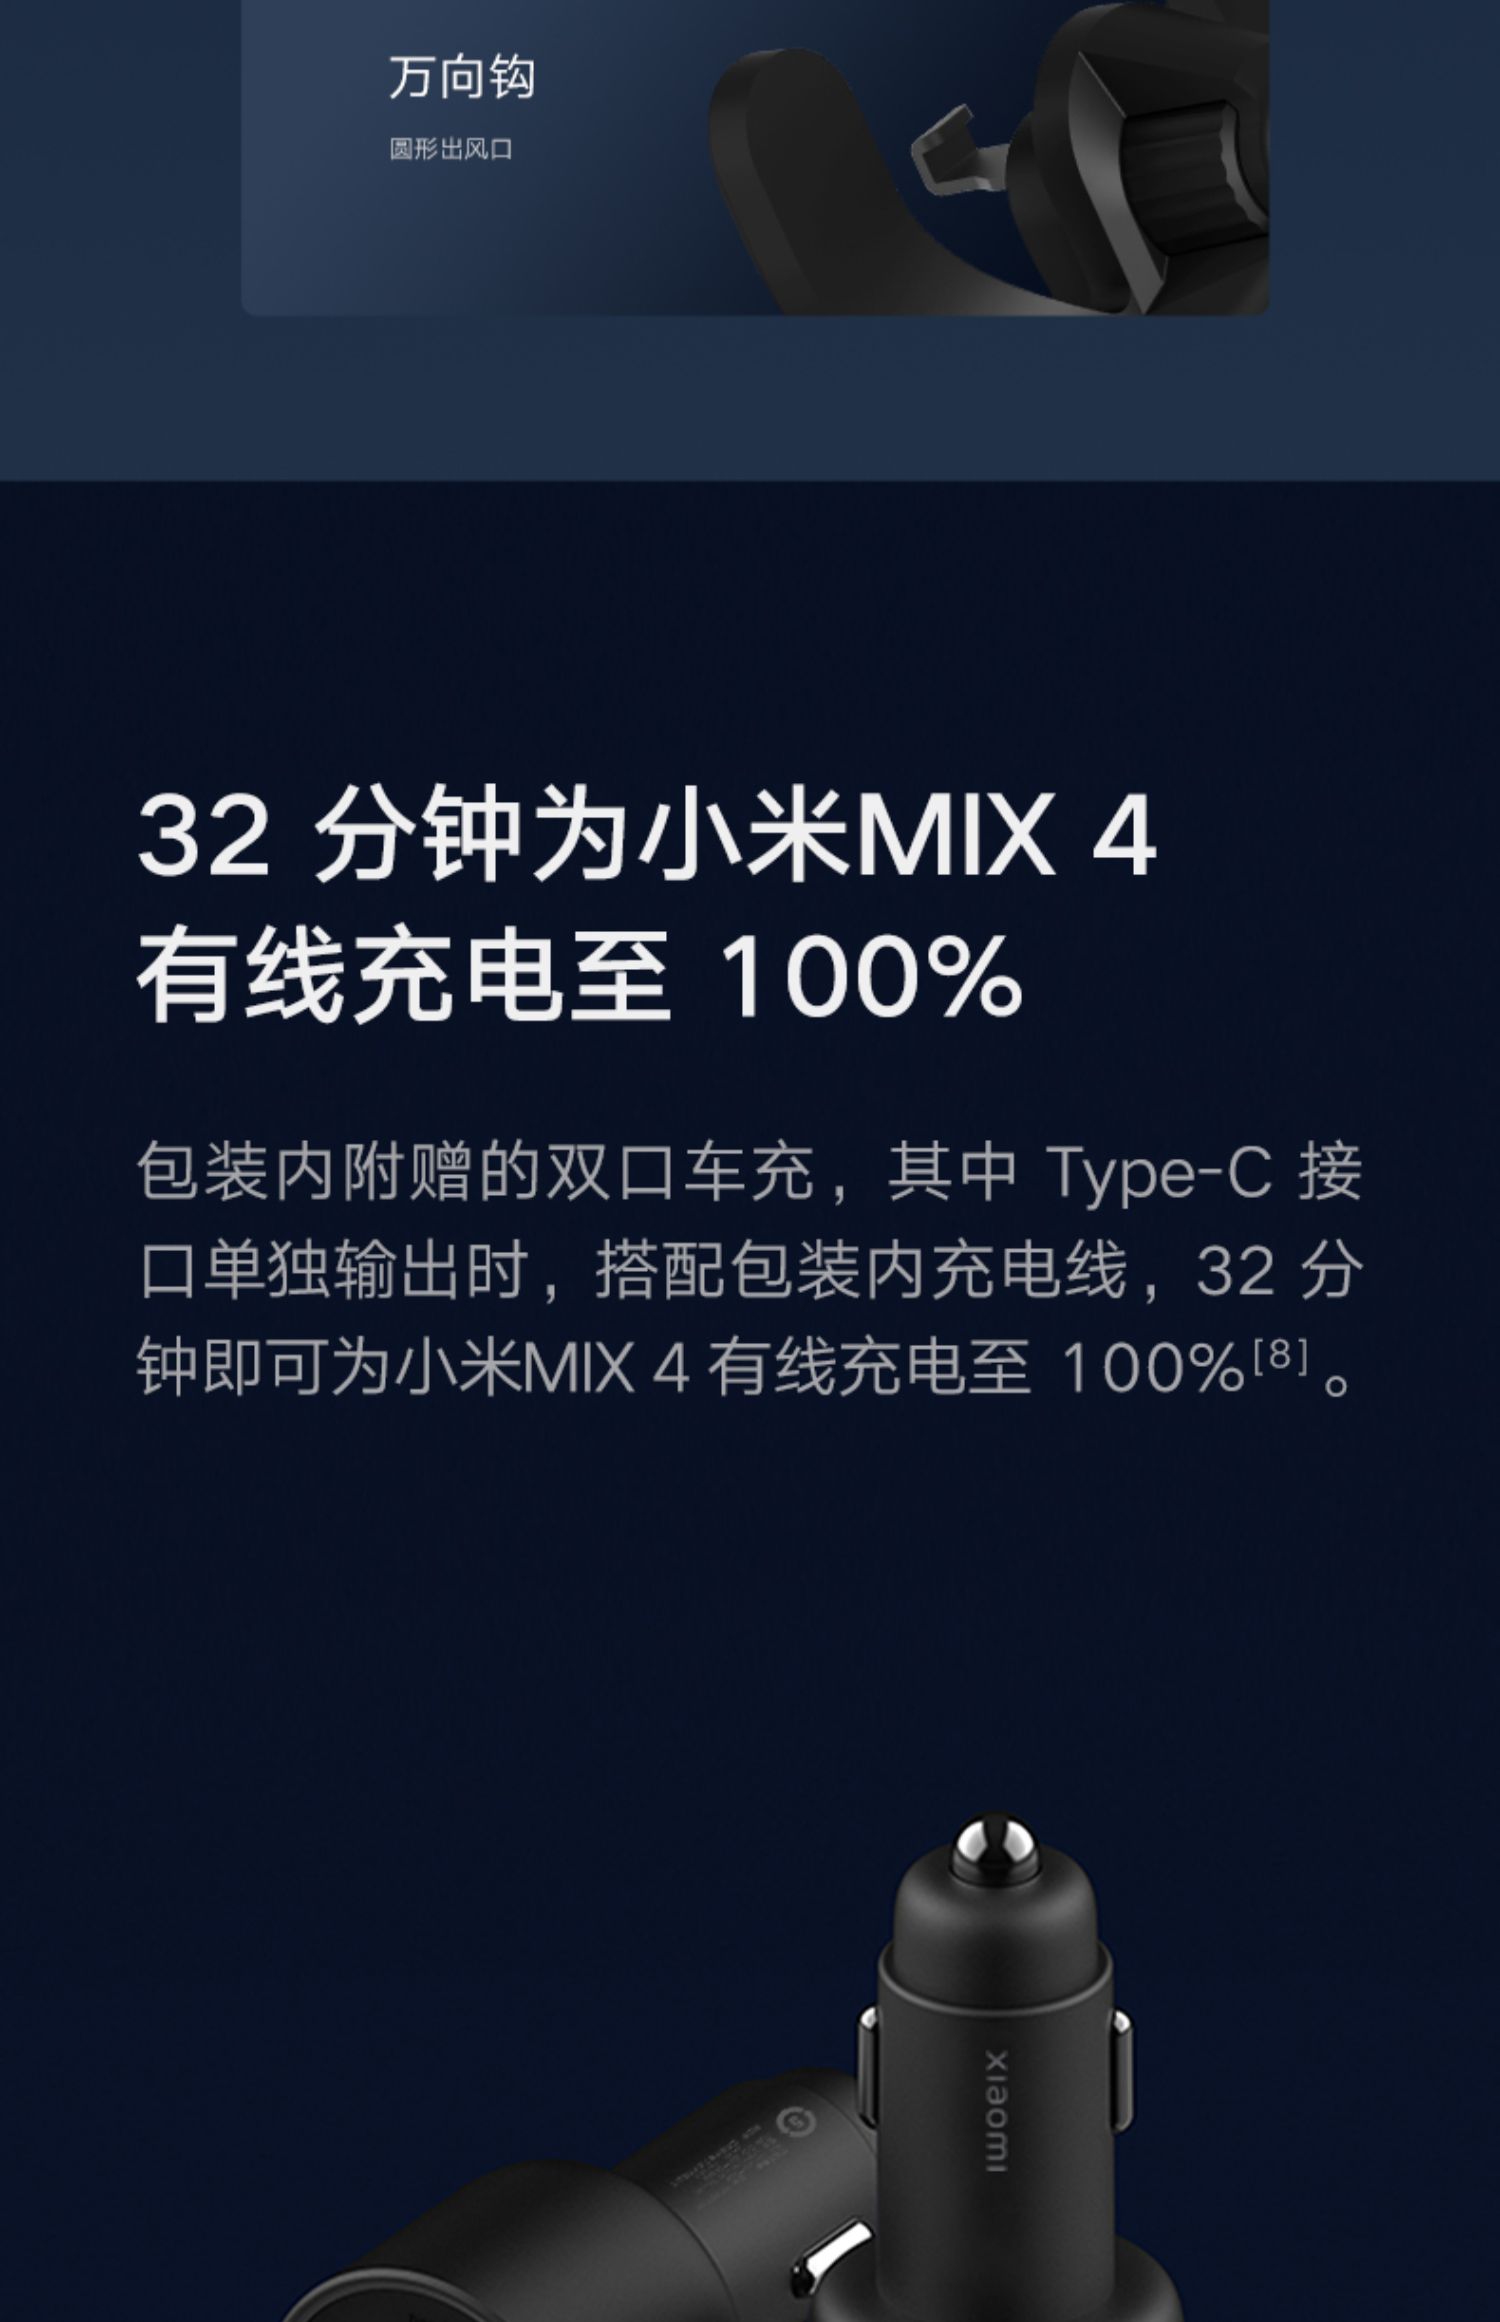 万向钩
圆形出风口
32 分钟为小米MIX 4
有线充电至 100%
包装内附赠的双口车充，其中 Type-C 接
口单独输出时，搭配包装内充电线，32 分
钟即可为小米MIX 4 有线充电至 100%[8]。
xiaomi